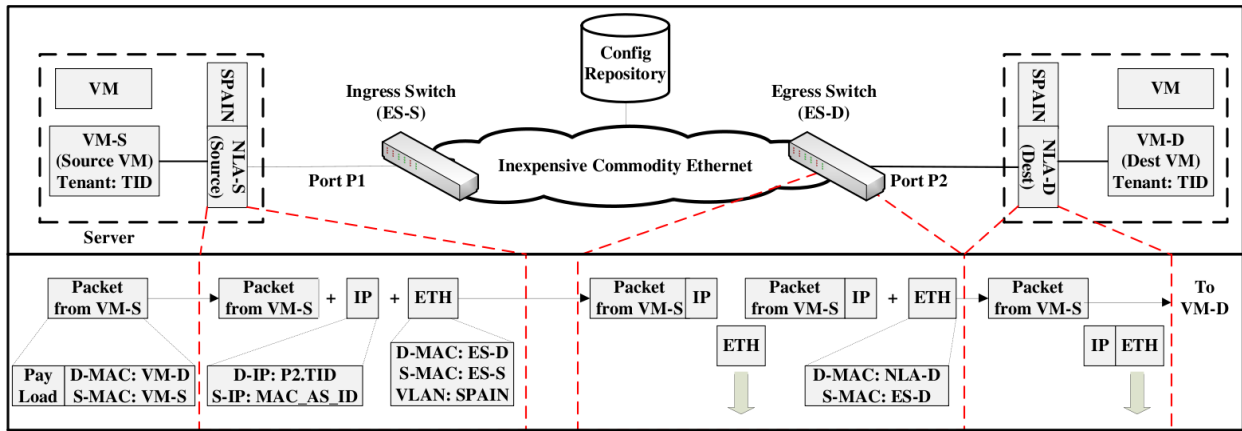 Config
Repository
VM
SPAIN
Ingress Switch
(ES-S)
Egress Switch
(ES-D)
SPAIN
VM
VM-S
(Source VM)
Tenant: TID
NLA-S
(Source)
Port P1
Inexpensive Commodity Ethernet
Port P2
NLA-D
(Dest)
VM-D
(Dest VM)
Tenant: TID
Server
Packet
from VM-S
Packet
from VM-S
+
IP
+
ETH
Packet
from VM-S
IP
Packet
from VM-S
IP
+
ETH
Packet
from VM-S
To
VM-D
ETH
IP
ETH
Pay
Load
D-MAC: VM-D
S-MAC: VM-S
D-IP: P2.TID
S-IP: MAC_AS_ID
D-MAC: ES-D
S-MAC: ES-S
VLAN: SPAIN
D-MAC: NLA-D
S-MAC: ES-D